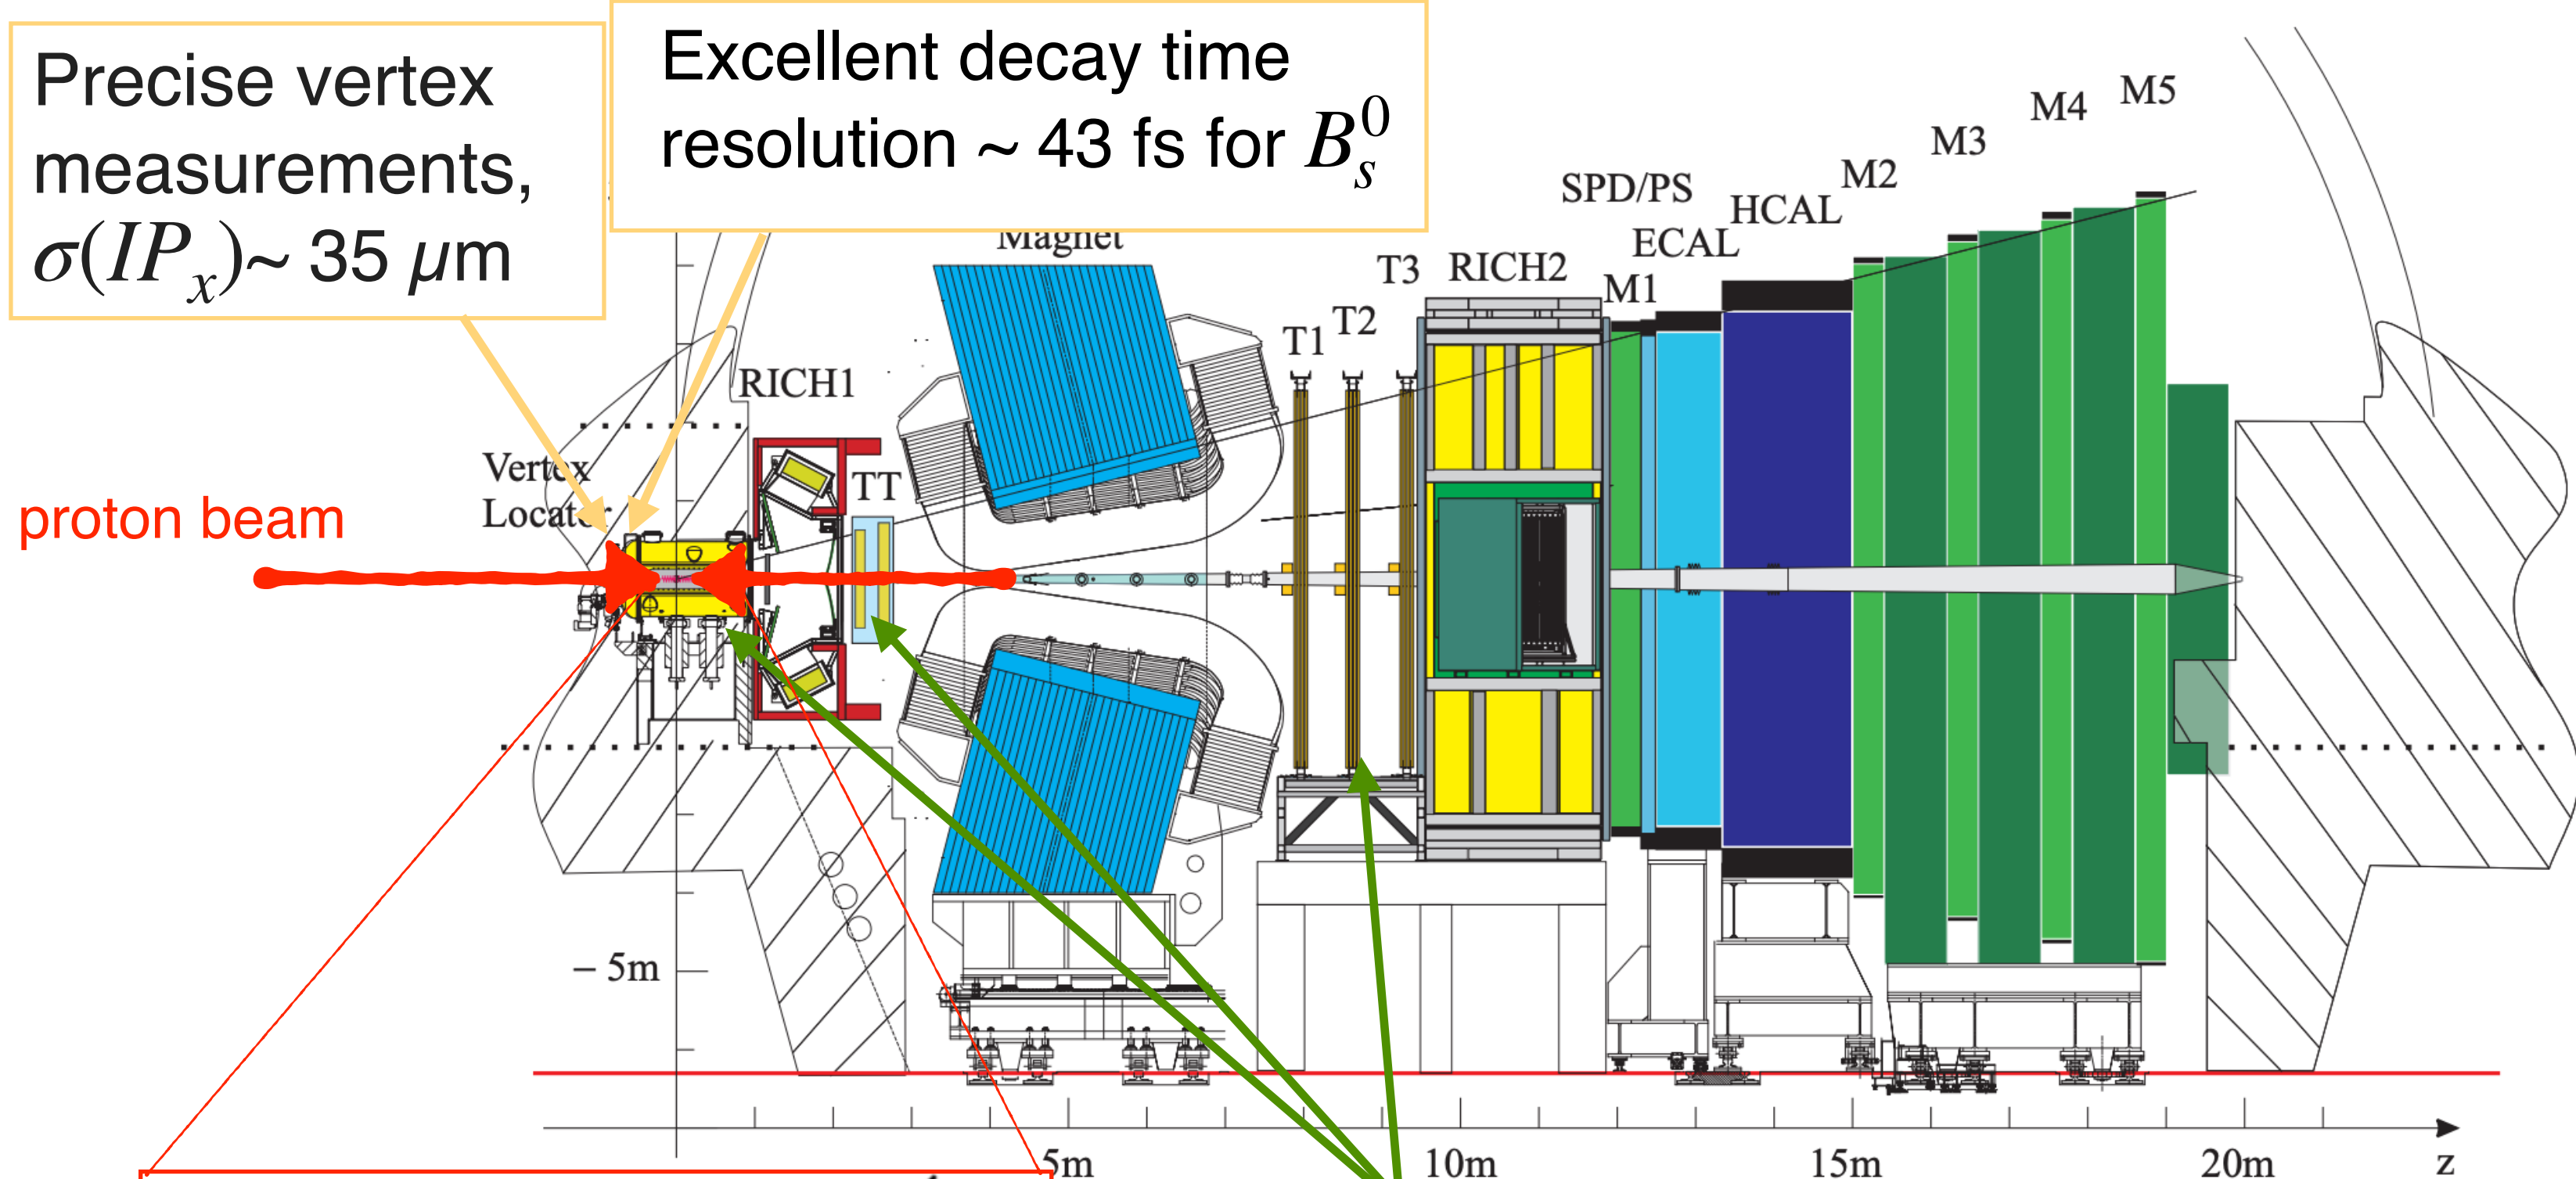 Precise vertex
measurements,
σ(IPₓ)~ 35 μm
Excellent decay time
resolution ~ 43 fs for B_s^0
Magnet
SPD/PS
ECAL
HCAL
M1
M2
M3
M4
M5
T1
T2
T3
RICH2
RICH1
TT
Vertex
Locator
proton beam
− 5m
5m
10m
15m
20m
z